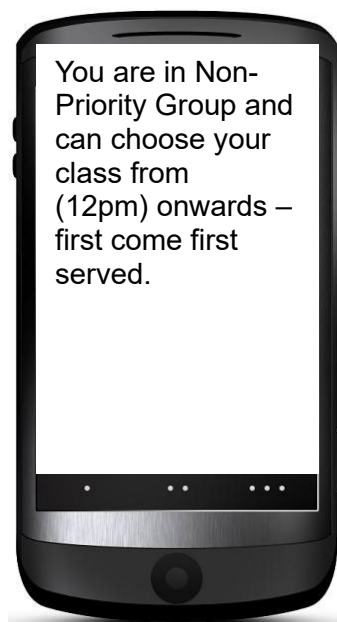 You are in Non-
Priority Group and
can choose your
class from
(12pm) onwards –
first come first
served.